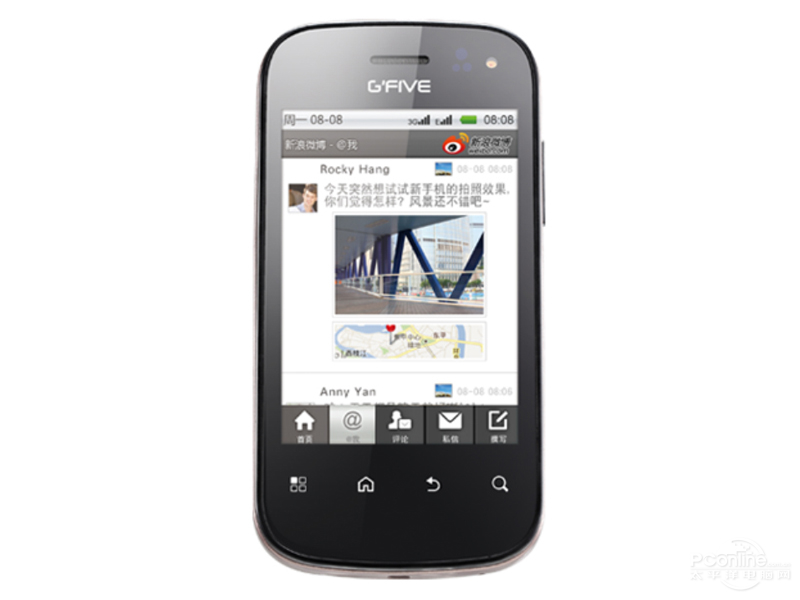 G'FIVE
周一 08-08 3G E 08:08
新浪微博 - @我 新浪微博
weibo.com
Rocky Hang 08-08 08:08
今天突然想试试新手机的拍照效果,
你们觉得怎样？风景还不错吧~
Anny Yan 08-08 08:06
首页 @我 评论 私信 撰写
PConline
太平洋电脑网